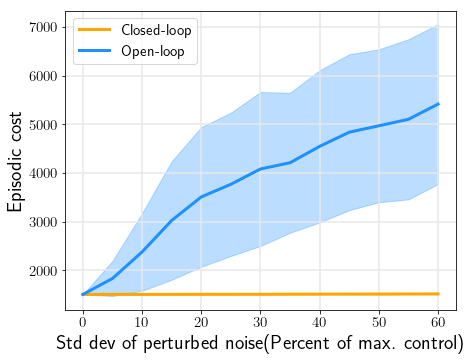 Closed-loop
Open-loop
7000
6000
5000
4000
3000
2000
Episodic cost
0 10 20 30 40 50 60
Std dev of perturbed noise(Percent of max. control)